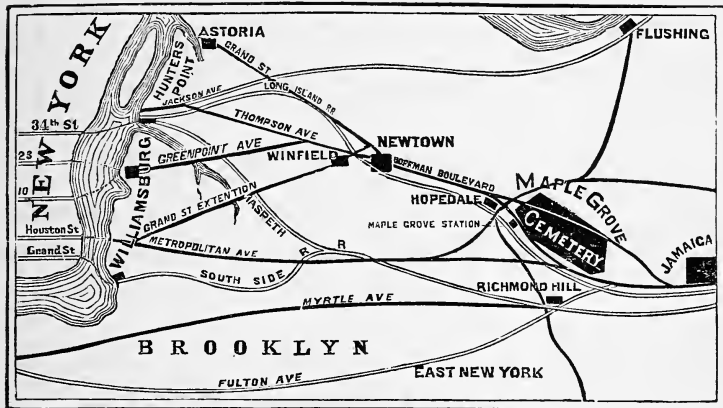 ASTORIA
FLUSHING
NEW YORK
HUNTERS POINT
GRAND ST
JACKSON AVE
LONG ISLAND RR
34th St
THOMPSON AVE
NEWTOWN
23
GREENPOINT AVE
WINFIELD
HOFFMAN BOULEVARD
10
WILLIAMSBURG
GRAND ST EXTENTION
MASPETH
HOPEDALE
MAPLE GROVE
CEMETERY
MAPLE GROVE STATION
Houston St
Grand St
METROPOLITAN AVE
JAMAICA
SOUTH SIDE R R
RICHMOND HILL
MYRTLE AVE
BROOKLYN
EAST NEW YORK
FULTON AVE